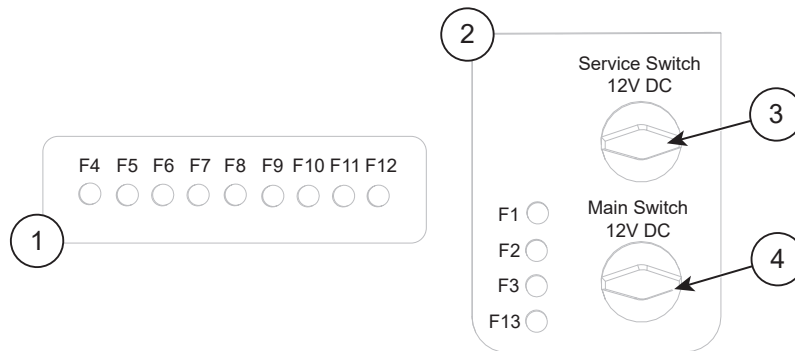 2
Service Switch
12V DC
3
F4 F5 F6 F7 F8 F9 F10 F11 F12
1
F1
Main Switch
12V DC
F2
F3
4
F13